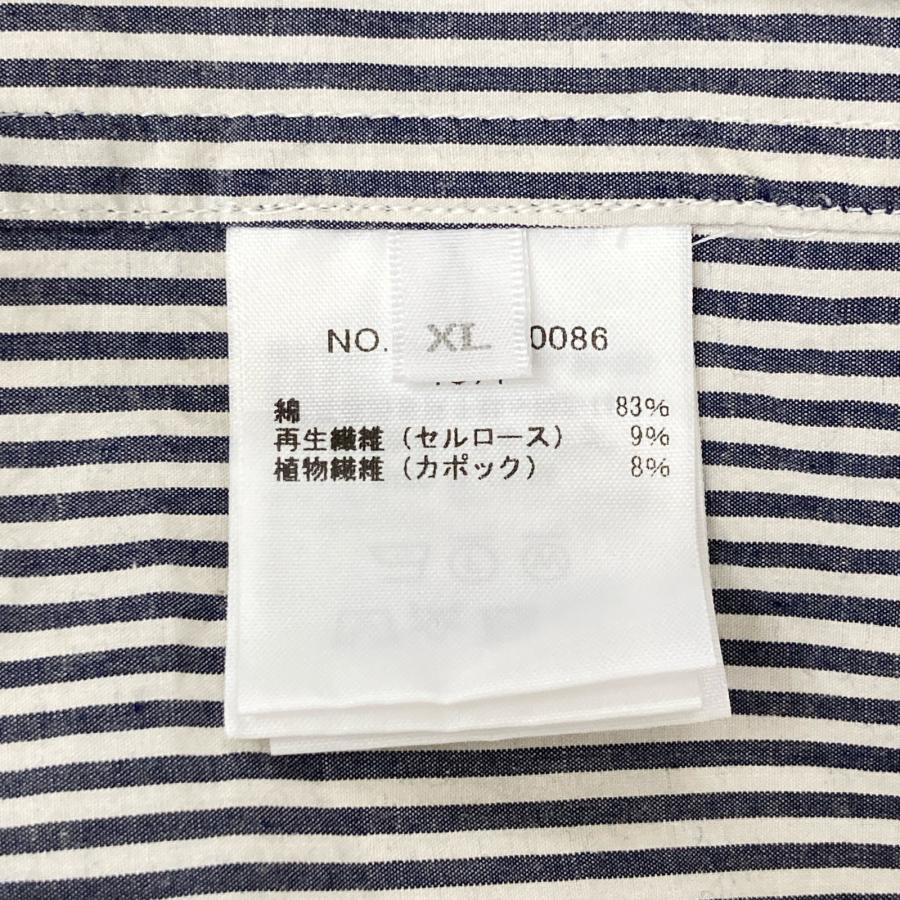 NO. XL 0086
綿 83%
再生繊維(セルロース) 9%
植物繊維(カポック) 8%